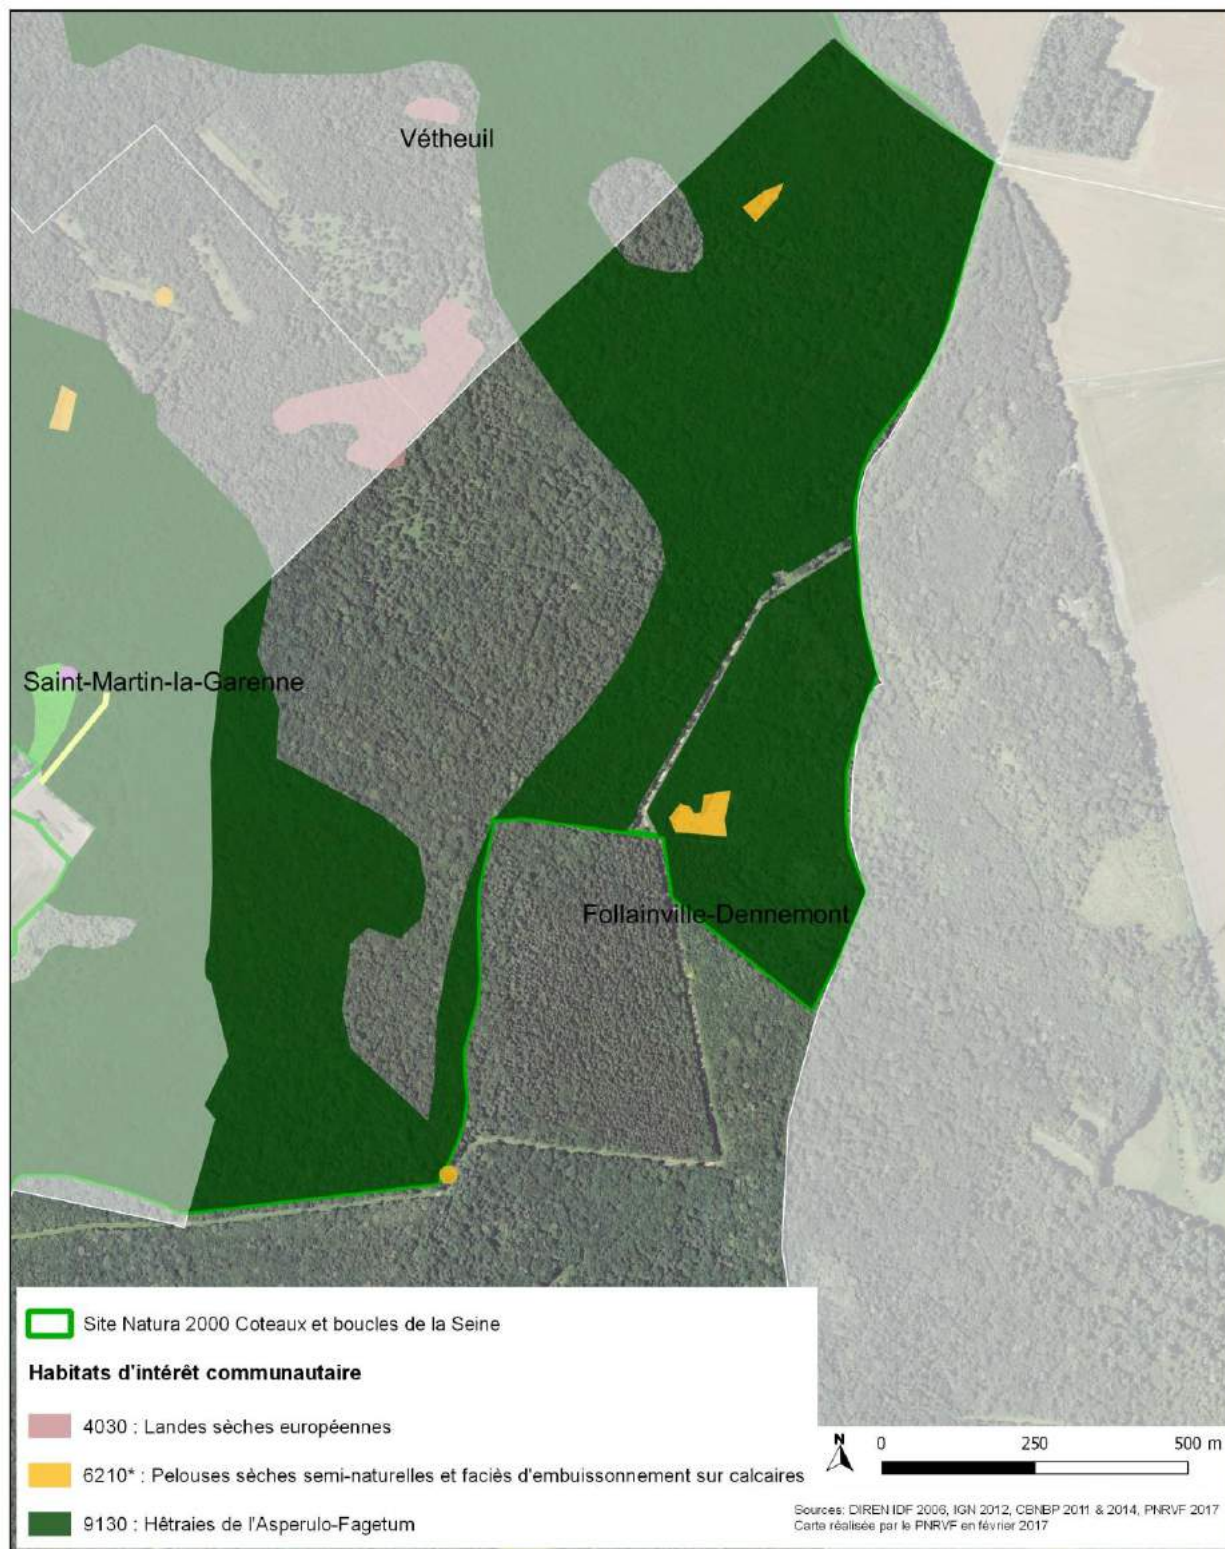 Vétheuil
Saint-Martin-la-Garenne
Follainville-Dennemont
Site Natura 2000 Coteaux et boucles de la Seine
Habitats d'intérêt communautaire
4030 : Landes sèches européennes
6210* : Pelouses sèches semi-naturelles et faciès d'embuissonnement sur calcaires
9130 : Hêtraies de l'Asperulo-Fagetum
N
0 250 500 m
Sources: DIREN IDF 2006, IGN 2012, CBNBP 2011 & 2014, PNRVF 2017
Carte réalisée par le PNRVF en février 2017